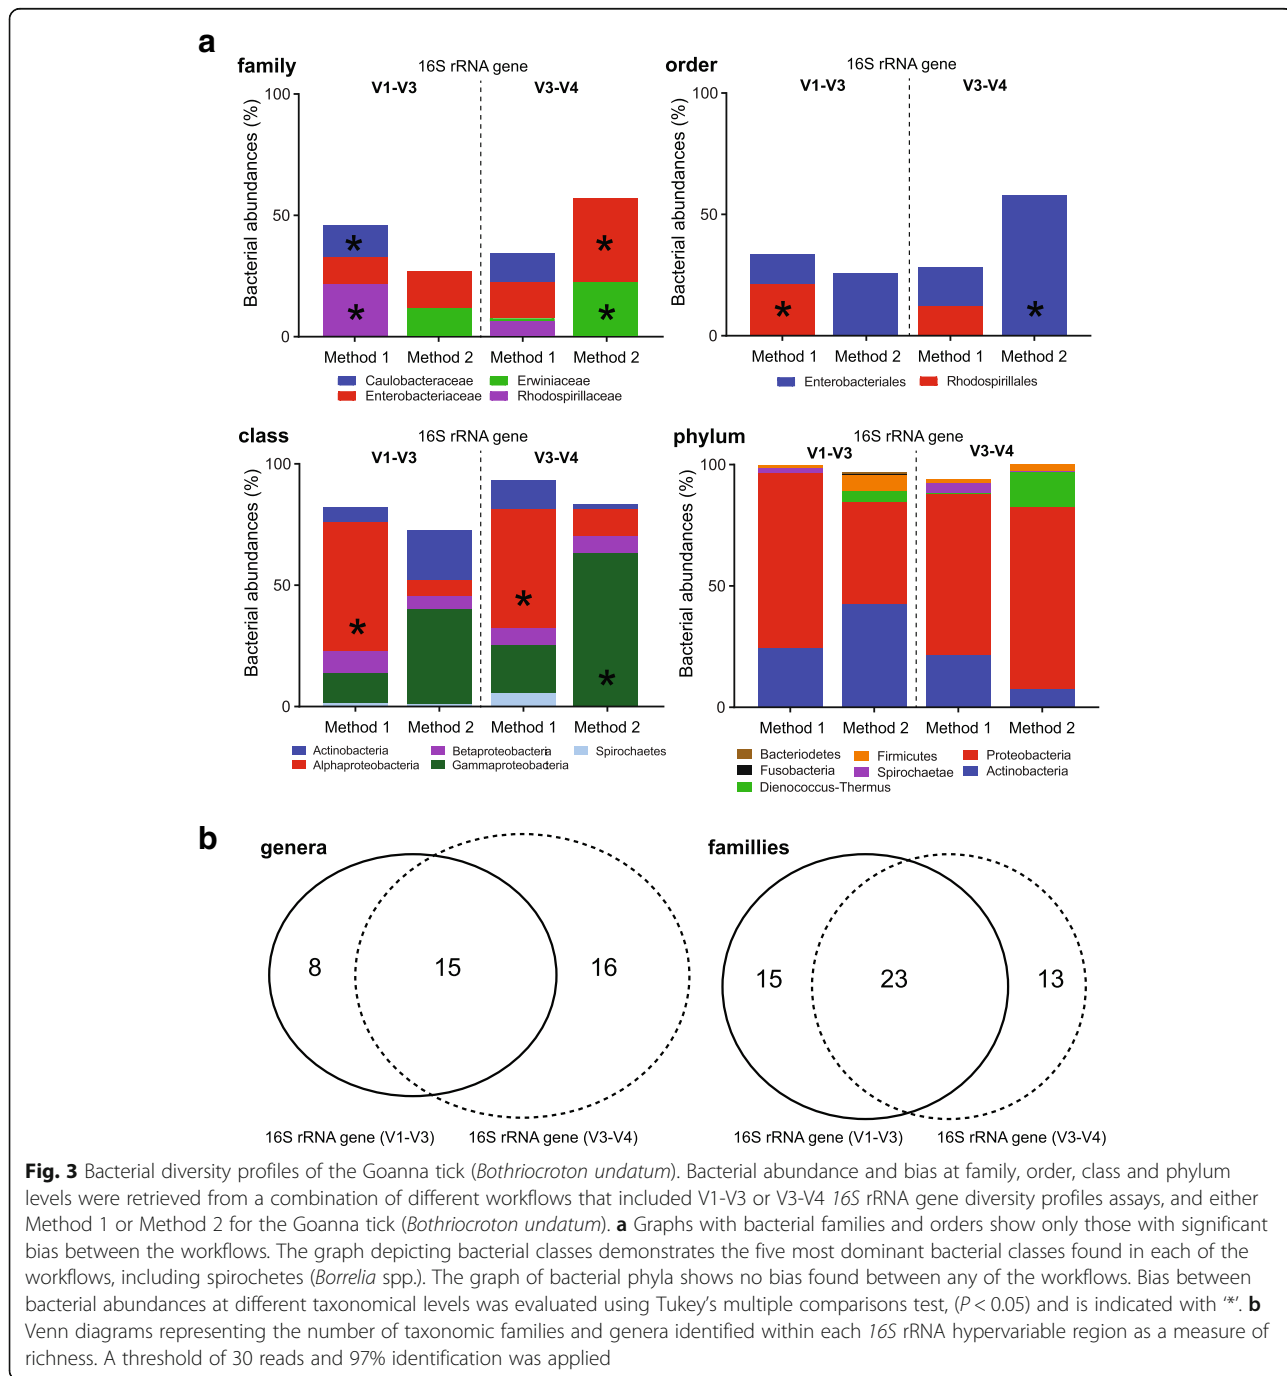 a
family
16S rRNA gene
V1-V3
V3-V4
Bacterial abundances (%)
100
50
0
*
*
*
*
Method 1
Method 2
Method 1
Method 2
Caulobacteraceae
Erwiniaceae
Enterobacteriaceae
Rhodospirillaceae
order
16S rRNA gene
V1-V3
V3-V4
Bacterial abundances (%)
100
50
0
*
*
Method 1
Method 2
Method 1
Method 2
Enterobacteriales
Rhodospirillales
class
16S rRNA gene
V1-V3
V3-V4
Bacterial abundances (%)
100
50
0
*
*
*
Method 1
Method 2
Method 1
Method 2
Actinobacteria
Betaproteobacteria
Spirochaetes
Alphaproteobacteria
Gammaproteobacteria
phylum
16S rRNA gene
V1-V3
V3-V4
Bacterial abundances (%)
100
50
0
Method 1
Method 2
Method 1
Method 2
Bacteriodetes
Firmicutes
Proteobacteria
Fusobacteria
Spirochaetae
Actinobacteria
Dienococcus-Thermus
b
genera
8
15
16
16S rRNA gene (V1-V3)
16S rRNA gene (V3-V4)
famillies
15
23
13
16S rRNA gene (V1-V3)
16S rRNA gene (V3-V4)
Fig. 3 Bacterial diversity profiles of the Goanna tick (Bothriocroton undatum). Bacterial abundance and bias at family, order, class and phylum
levels were retrieved from a combination of different workflows that included V1-V3 or V3-V4 16S rRNA gene diversity profiles assays, and either
Method 1 or Method 2 for the Goanna tick (Bothriocroton undatum). a Graphs with bacterial families and orders show only those with significant
bias between the workflows. The graph depicting bacterial classes demonstrates the five most dominant bacterial classes found in each of the
workflows, including spirochetes (Borrelia spp.). The graph of bacterial phyla shows no bias found between any of the workflows. Bias between
bacterial abundances at different taxonomical levels was evaluated using Tukey's multiple comparisons test, (P < 0.05) and is indicated with '*'. b
Venn diagrams representing the number of taxonomic families and genera identified within each 16S rRNA hypervariable region as a measure of
richness. A threshold of 30 reads and 97% identification was applied